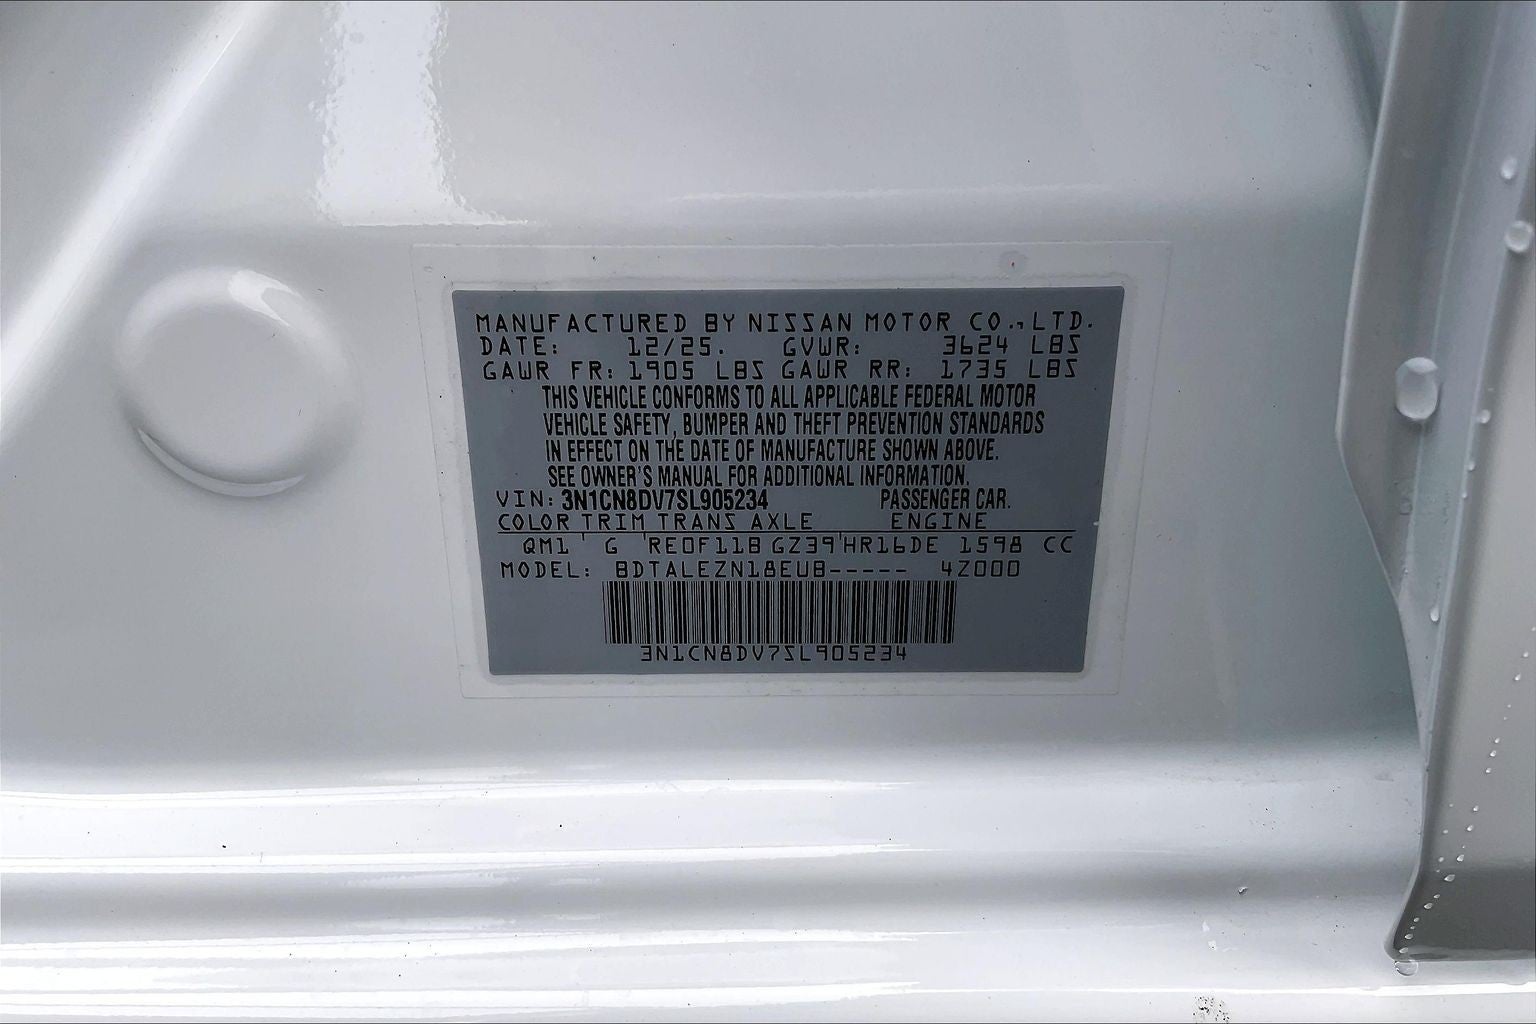 MANUFACTURED BY NISSAN MOTOR CO.,LTD.
DATE: 12/25. GVWR: 3624 LBS
GAWR FR: 1905 LBS GAWR RR: 1735 LBS
THIS VEHICLE CONFORMS TO ALL APPLICABLE FEDERAL MOTOR
VEHICLE SAFETY, BUMPER AND THEFT PREVENTION STANDARDS
IN EFFECT ON THE DATE OF MANUFACTURE SHOWN ABOVE.
SEE OWNER'S MANUAL FOR ADDITIONAL INFORMATION.
VIN: 3N1CN8DV7SL905234 PASSENGER CAR.
COLOR TRIM TRANS AXLE ENGINE
QM1 ' G 'RE0F11B GZ39'HR16DE 1598 CC
MODEL: BDTALEZN18EUB----- 4Z000
3N1CN8DV7SL905234